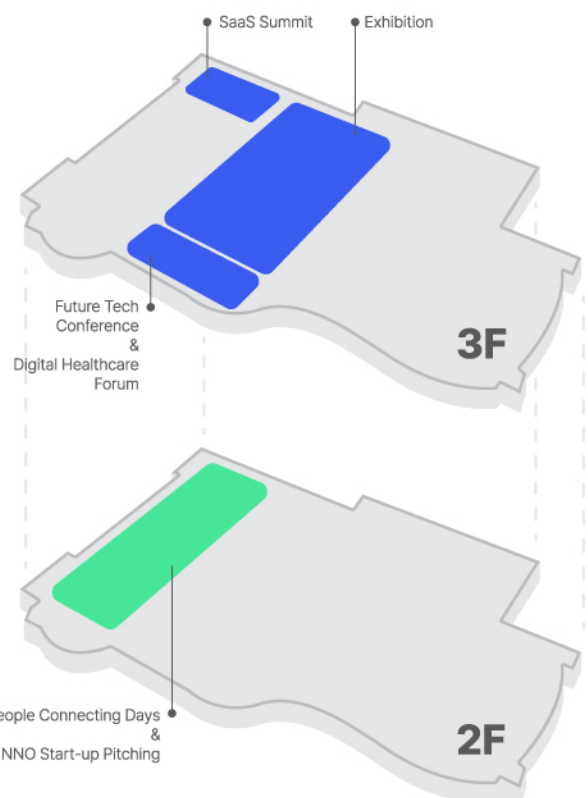 SaaS Summit
Exhibition
Future Tech
Conference
&
Digital Healthcare
Forum
3F
eople Connecting Days
&
NNO Start-up Pitching
2F